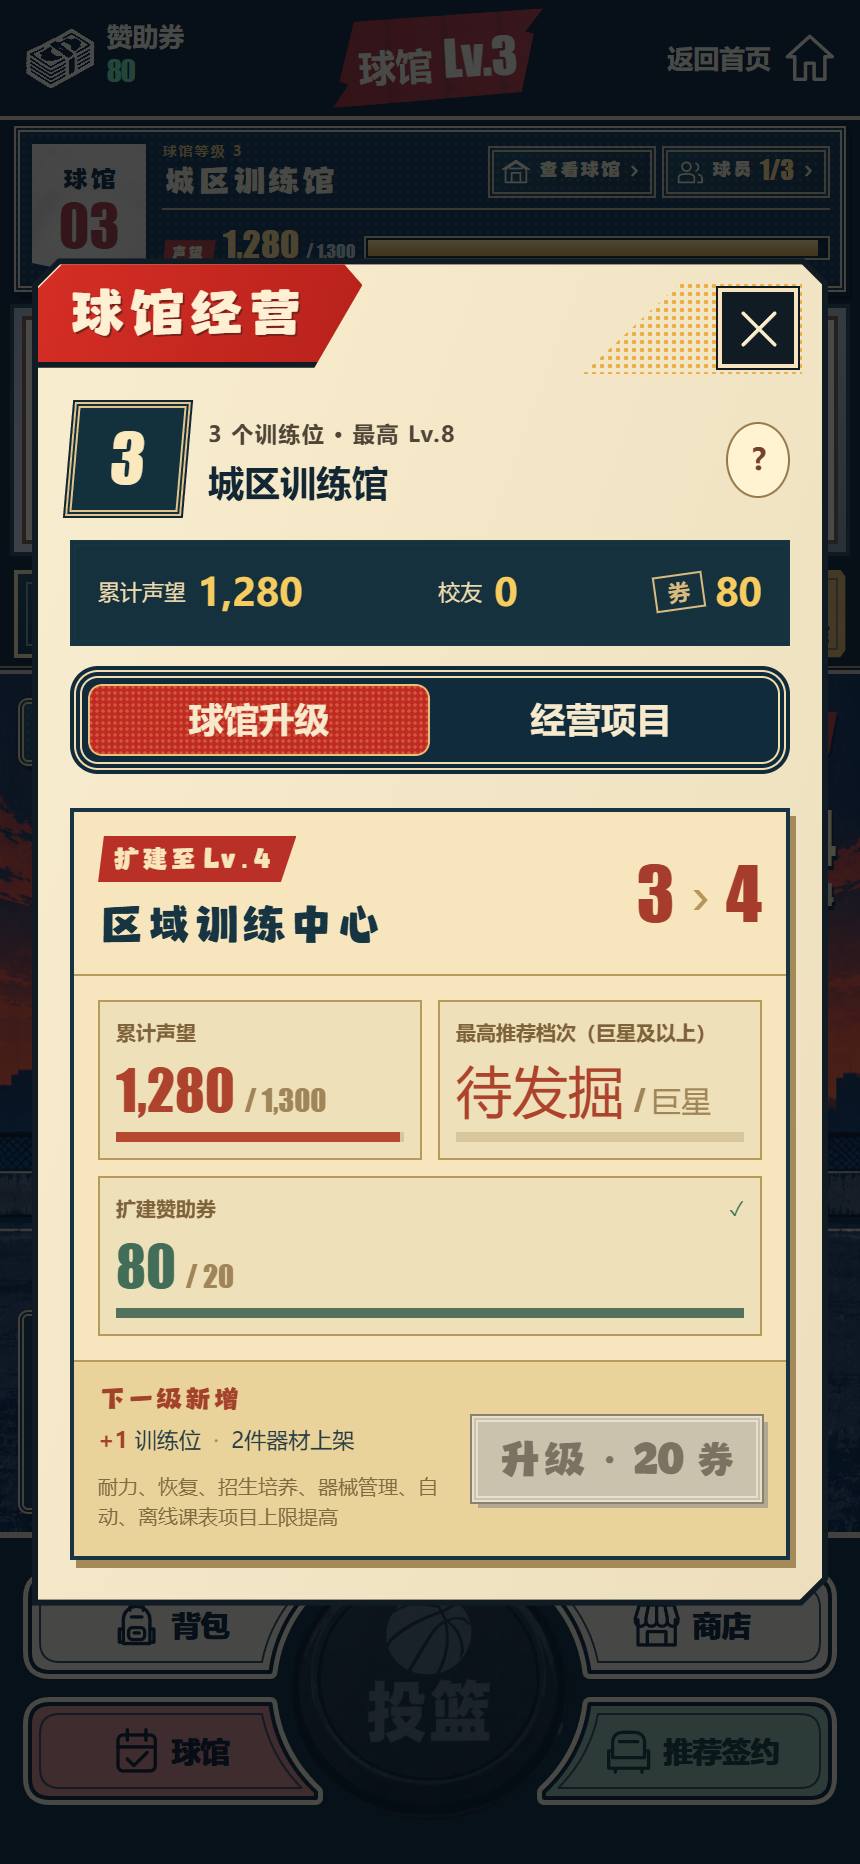 赞助券
80
球馆 Lv.3
返回首页
球馆
03
球馆等级 3
城区训练馆
查看球馆 ›
球员 1/3 ›
声望 1,280 / 1,300
球馆经营
3
3 个训练位 · 最高 Lv.8
城区训练馆
?
累计声望 1,280
校友 0
券 80
球馆升级
经营项目
扩建至 Lv.4
区域训练中心
3 › 4
累计声望
1,280 / 1,300
最高推荐档次（巨星及以上）
待发掘 / 巨星
扩建赞助券 ✓
80 / 20
下一级新增
+1 训练位 · 2件器材上架
耐力、恢复、招生培养、器械管理、自
动、离线课表项目上限提高
升级 · 20 券
背包
商店
投篮
球馆
推荐签约